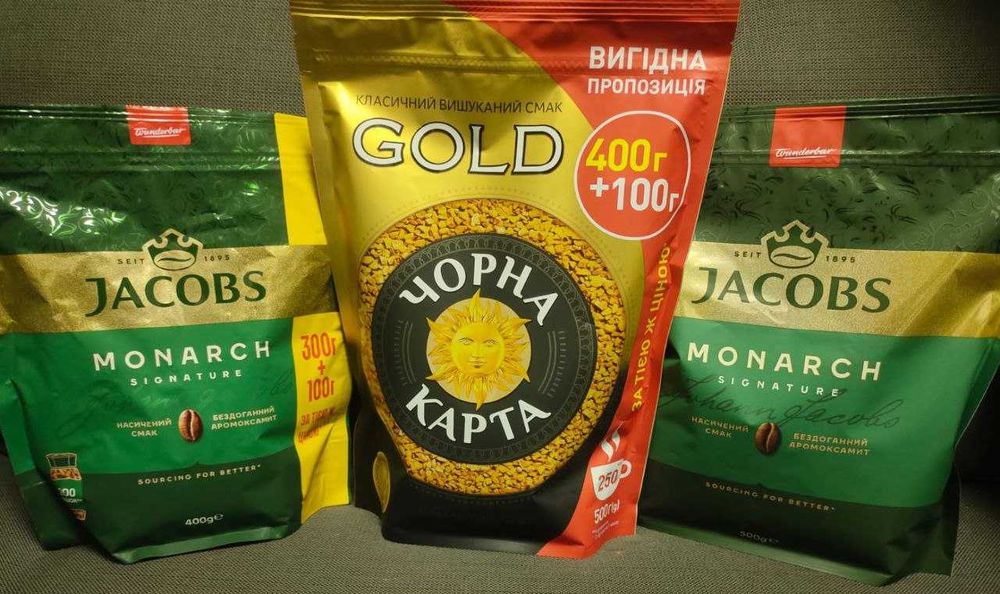 Wunderbar
SEIT 1895
JACOBS
MONARCH
SIGNATURE
НАСИЧЕНИЙ
СМАК
БЕЗДОГАННИЙ
АРОМОКСАМИТ
SOURCING FOR BETTER*
400g℮
300г
+
100г
ВИГІДНА
ПРОПОЗИЦІЯ
КЛАСИЧНИЙ ВИШУКАНИЙ СМАК
GOLD
400г
+100г
ЗА ТІЄЮ Ж ЦІНОЮ
ЧОРНА
КАРТА
250
500г(g)
Wunderbar
SEIT 1895
JACOBS
MONARCH
SIGNATURE
Johann Jacobs
НАСИЧЕНИЙ
СМАК
БЕЗДОГАННИЙ
АРОМОКСАМИТ
SOURCING FOR BETTER*
500g℮